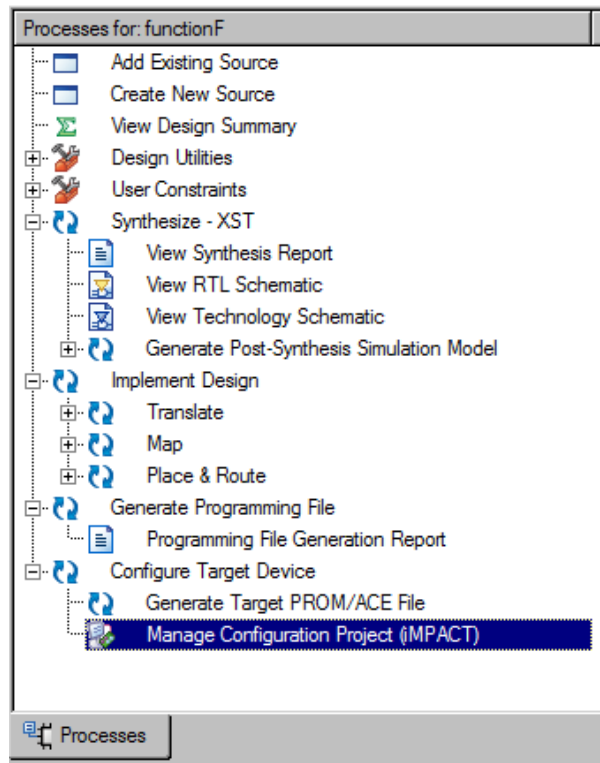 Processes for: functionF
Add Existing Source
Create New Source
View Design Summary
Design Utilities
User Constraints
Synthesize - XST
View Synthesis Report
View RTL Schematic
View Technology Schematic
Generate Post-Synthesis Simulation Model
Implement Design
Translate
Map
Place & Route
Generate Programming File
Programming File Generation Report
Configure Target Device
Generate Target PROM/ACE File
Manage Configuration Project (iMPACT)
Processes